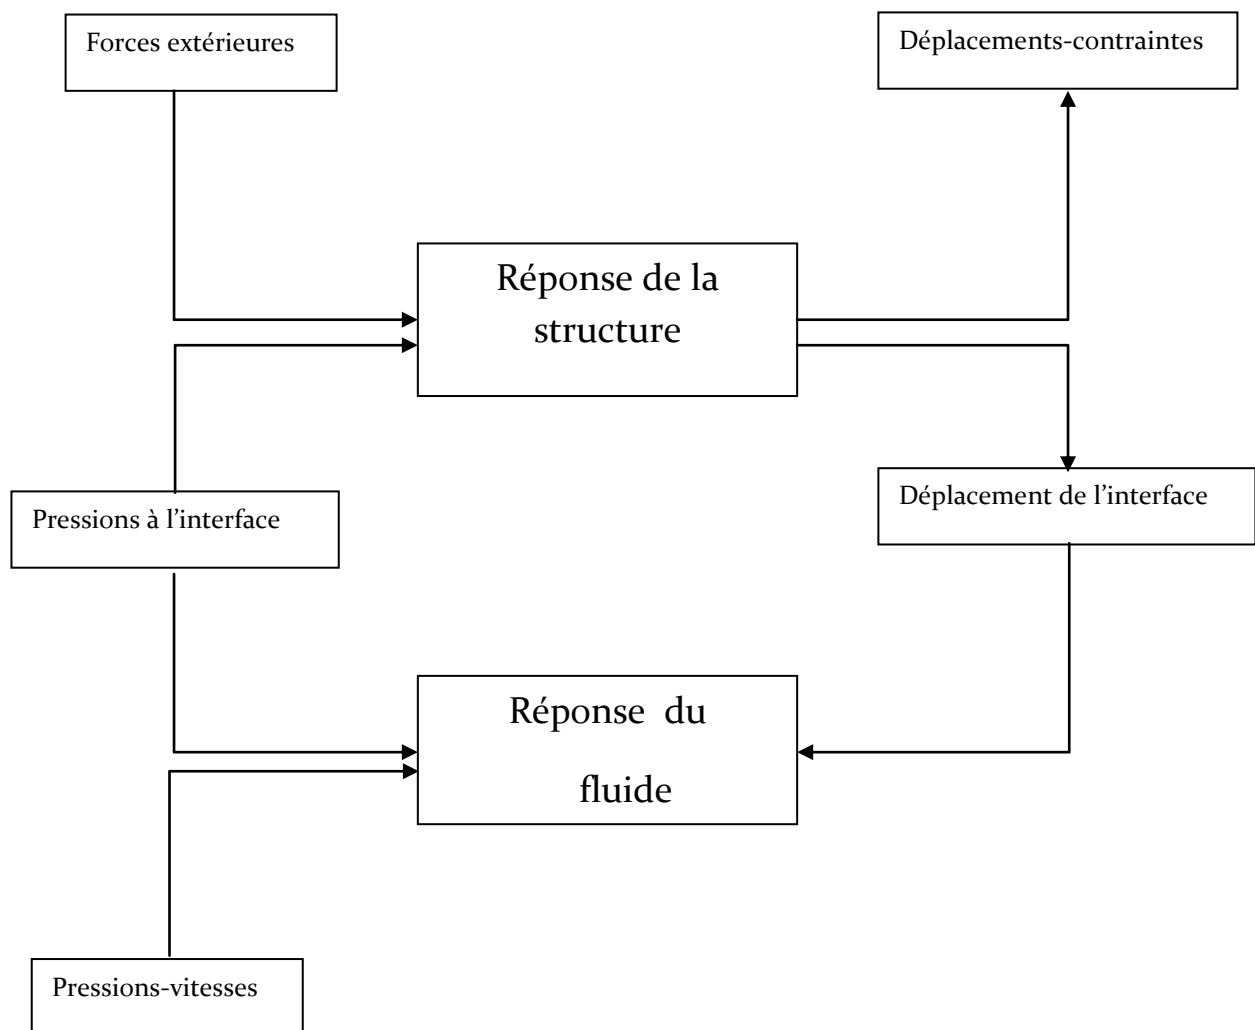 Forces extérieures
Déplacements-contraintes
Réponse de la
structure
Pressions à l’interface
Déplacement de l’interface
Réponse du
fluide
Pressions-vitesses